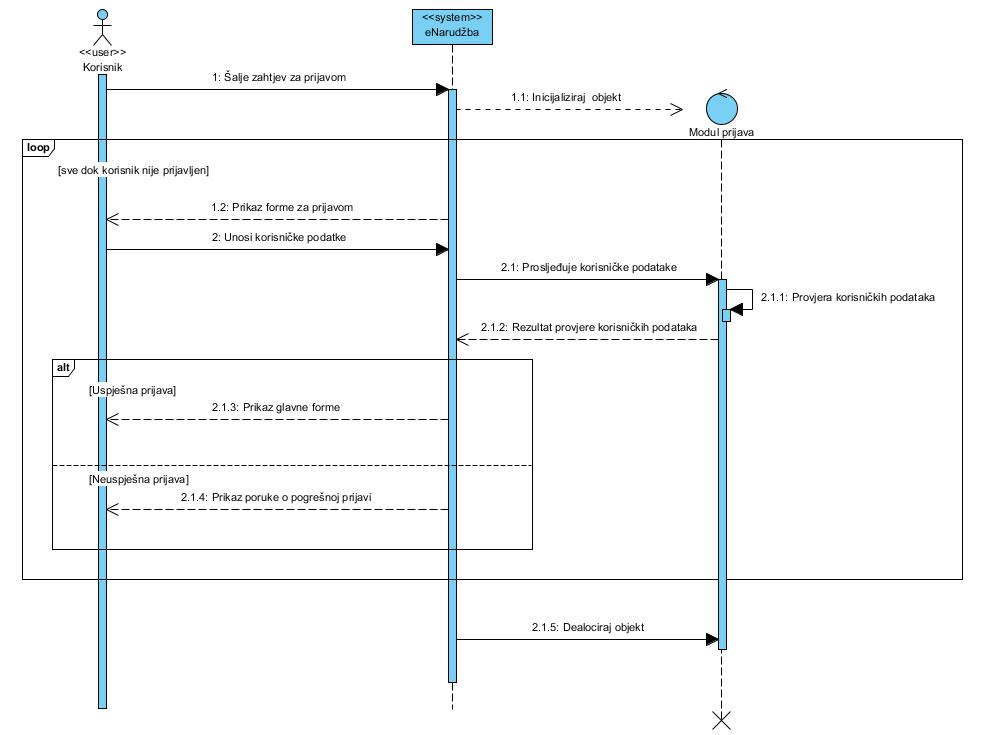 <<system>>
eNarudžba
<<user>>
Korisnik
1: Šalje zahtjev za prijavom
1.1: Inicijaliziraj objekt
Modul prijava
loop
[sve dok korisnik nije prijavljen]
1.2: Prikaz forme za prijavom
2: Unosi korisničke podatke
2.1: Prosljeđuje korisničke podatake
2.1.1: Provjera korisničkih podataka
2.1.2: Rezultat provjere korisničkih podataka
alt
[Uspješna prijava]
2.1.3: Prikaz glavne forme
[Neuspješna prijava]
2.1.4: Prikaz poruke o pogrešnoj prijavi
2.1.5: Dealociraj objekt